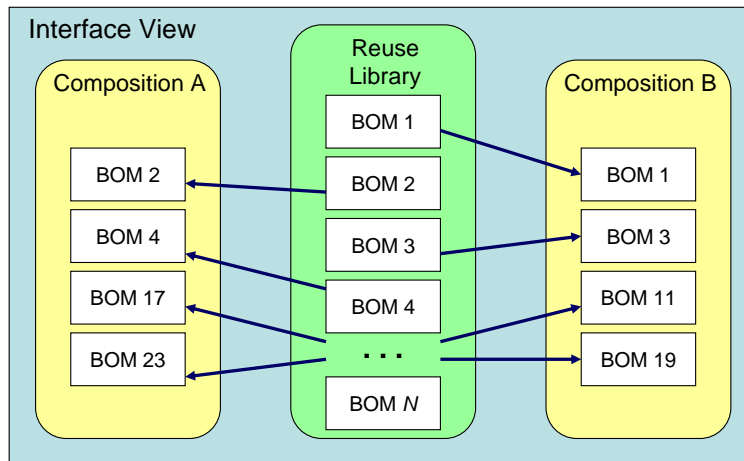 Interface View
Composition A
BOM 2
BOM 4
BOM 17
BOM 23
Reuse
Library
BOM 1
BOM 2
BOM 3
BOM 4
...
BOM N
Composition B
BOM 1
BOM 3
BOM 11
BOM 19